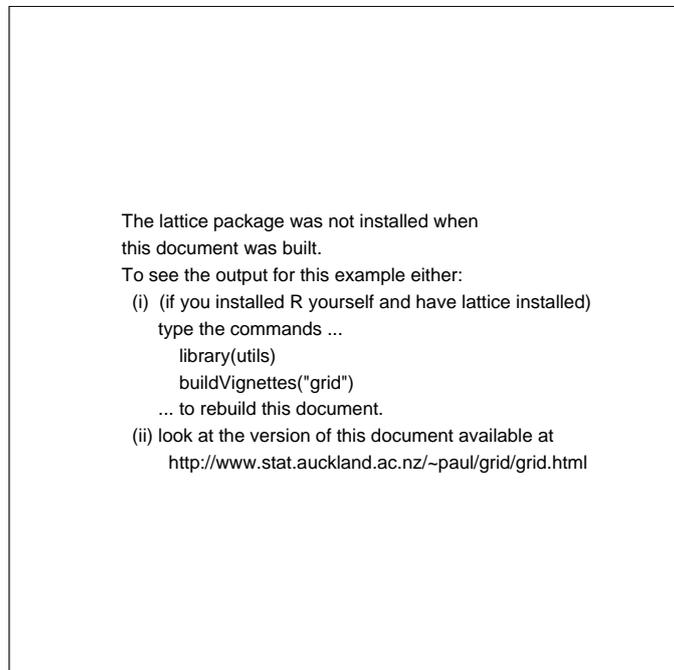 The lattice package was not installed when
this document was built.
To see the output for this example either:
(i) (if you installed R yourself and have lattice installed)
type the commands ...
library(utils)
buildVignettes("grid")
... to rebuild this document.
(ii) look at the version of this document available at
http://www.stat.auckland.ac.nz/~paul/grid/grid.html